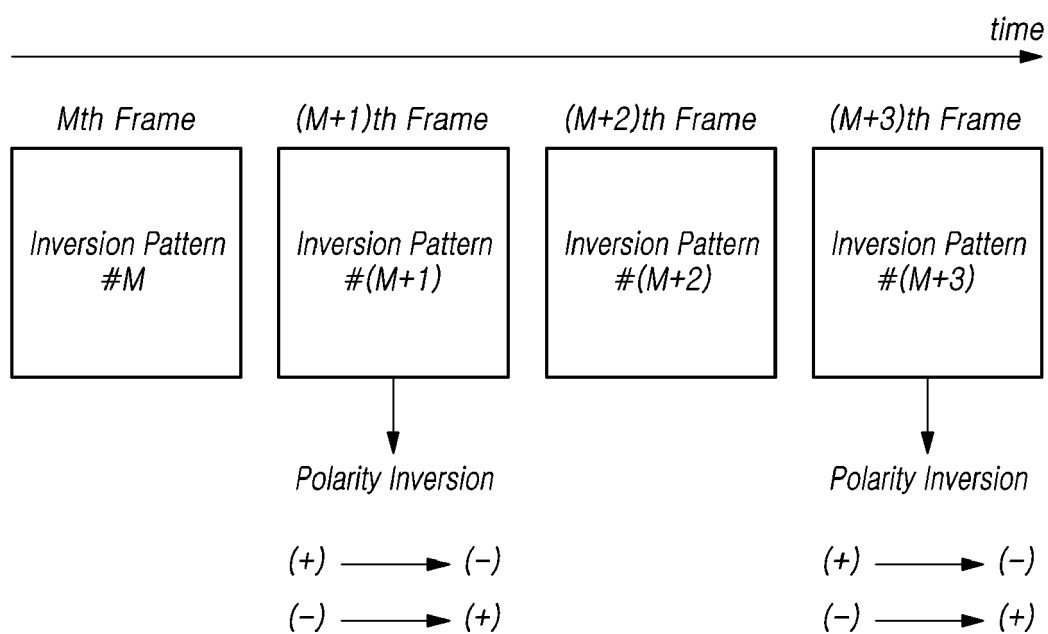 time
Mth Frame
(M+1)th Frame
(M+2)th Frame
(M+3)th Frame
Inversion Pattern
#M
Inversion Pattern
#(M+1)
Inversion Pattern
#(M+2)
Inversion Pattern
#(M+3)
Polarity Inversion
(+) (−)
(−) (+)
Polarity Inversion
(+) (−)
(−) (+)